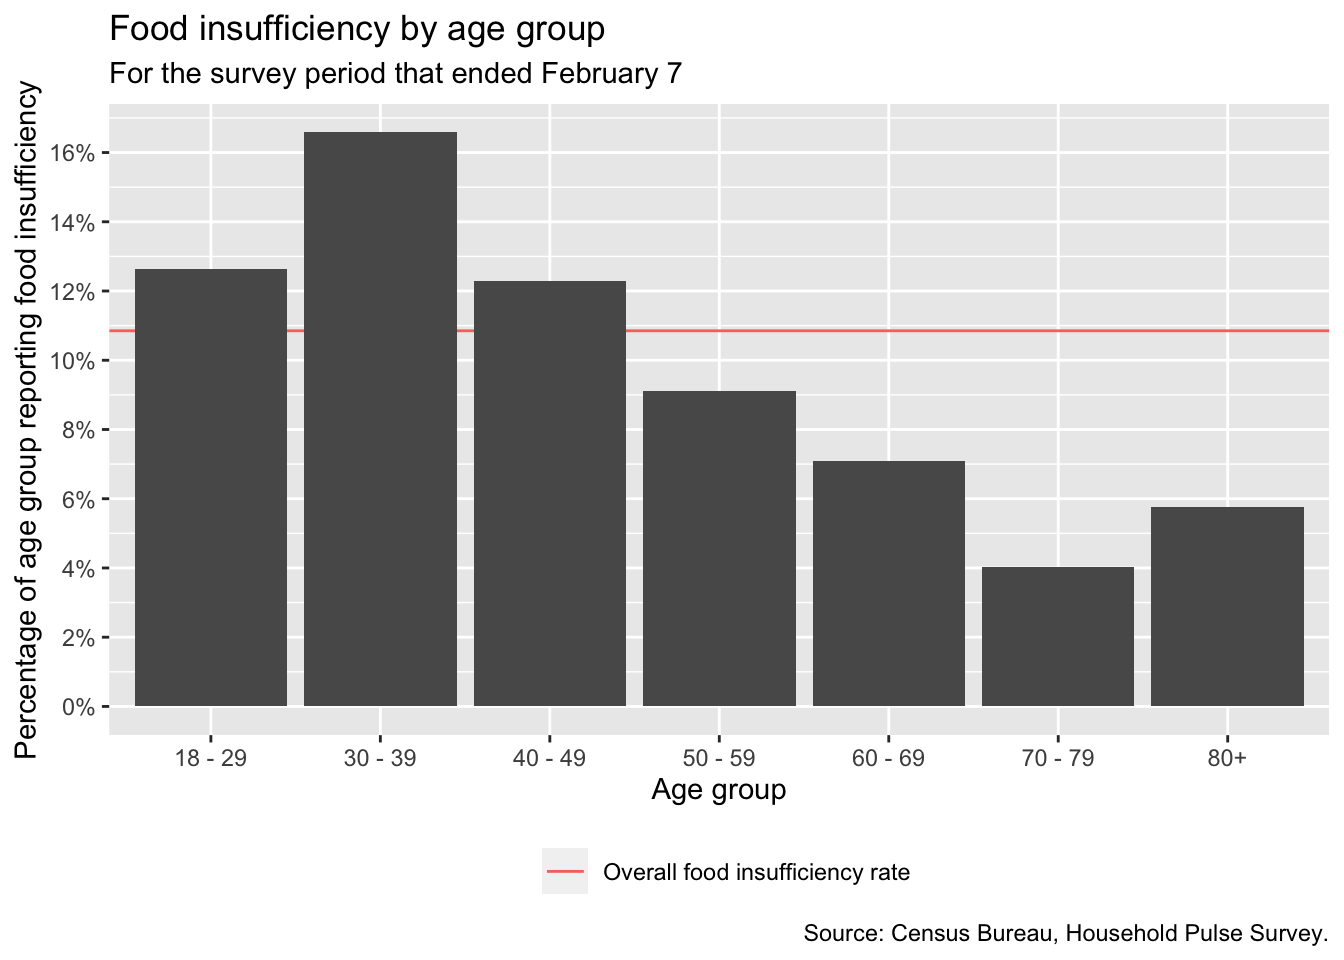 Food insufficiency by age group
For the survey period that ended February 7
Percentage of age group reporting food insufficiency
16%
14%
12%
10%
8%
6%
4%
2%
0%
18 - 29
30 - 39
40 - 49
50 - 59
60 - 69
70 - 79
80+
Age group
Overall food insufficiency rate
Source: Census Bureau, Household Pulse Survey.